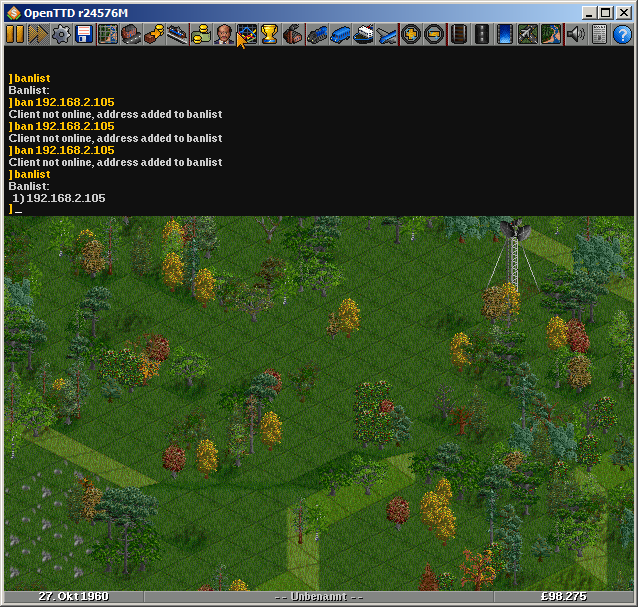 OpenTTD r24576M
] banlist
Banlist:
] ban 192.168.2.105
Client not online, address added to banlist
] ban 192.168.2.105
Client not online, address added to banlist
] ban 192.168.2.105
Client not online, address added to banlist
] banlist
Banlist:
1) 192.168.2.105
] _
27. Okt 1960
- - Unbenannt - -
£98.275